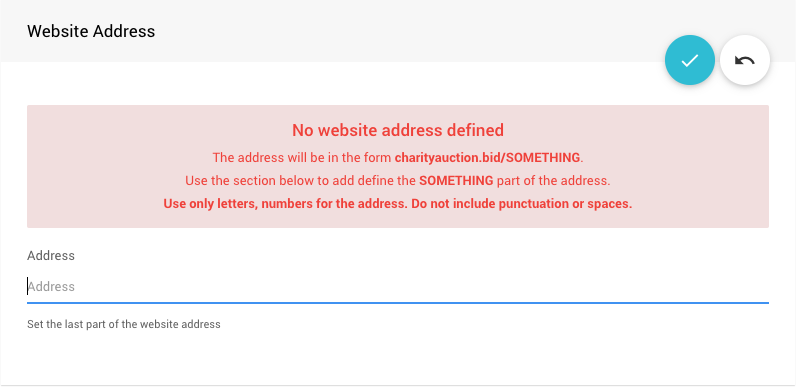 Website Address
No website address defined
The address will be in the form charityauction.bid/SOMETHING.
Use the section below to add define the SOMETHING part of the address.
Use only letters, numbers for the address. Do not include punctuation or spaces.
Address
Address
Set the last part of the website address